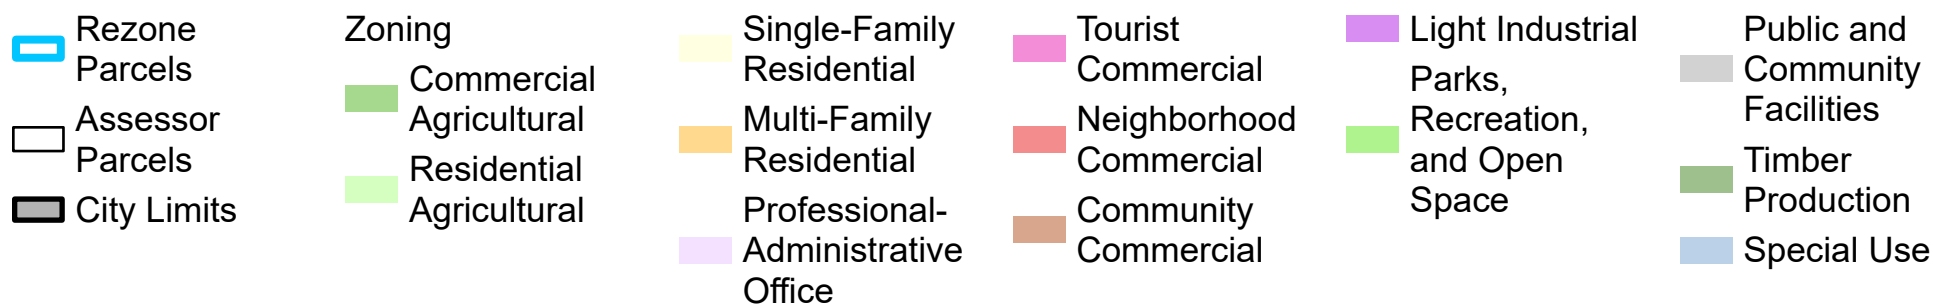 Rezone
Parcels
Assessor
Parcels
City Limits
Zoning
Commercial
Agricultural
Residential
Agricultural
Single-Family
Residential
Multi-Family
Residential
Professional-
Administrative
Office
Tourist
Commercial
Neighborhood
Commercial
Community
Commercial
Light Industrial
Parks,
Recreation,
and Open
Space
Public and
Community
Facilities
Timber
Production
Special Use